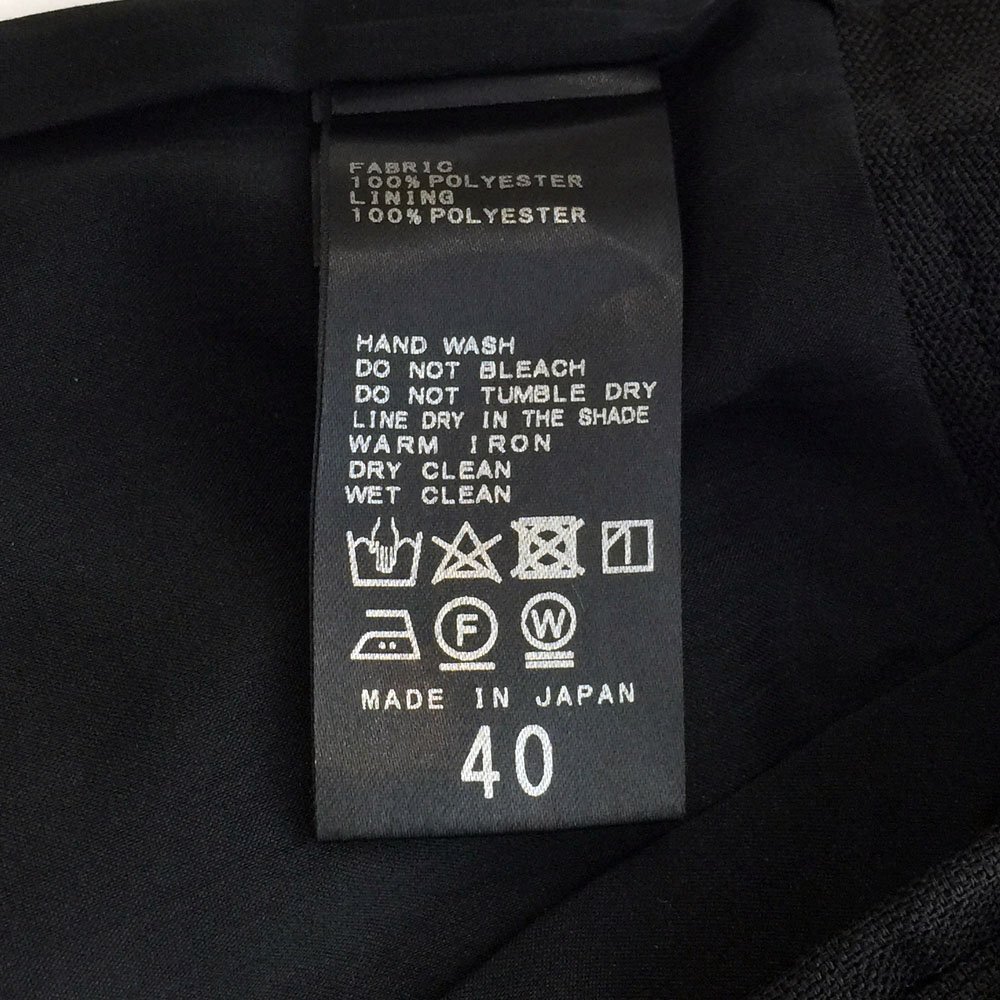 FABRIC
100% POLYESTER
LINING
100% POLYESTER
HAND WASH
DO NOT BLEACH
DO NOT TUMBLE DRY
LINE DRY IN THE SHADE
WARM IRON
DRY CLEAN
WET CLEAN
F W
MADE IN JAPAN
40